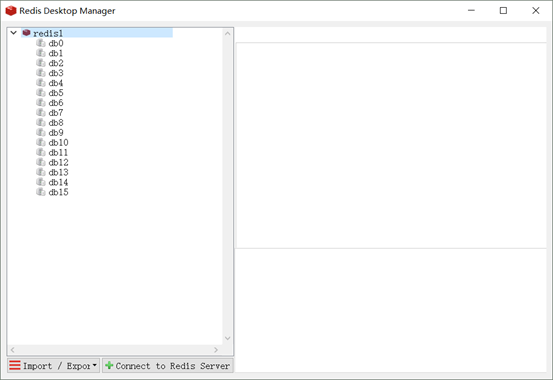 Redis Desktop Manager
redis1
db0
db1
db2
db3
db4
db5
db6
db7
db8
db9
db10
db11
db12
db13
db14
db15
Import / Expor
Connect to Redis Server